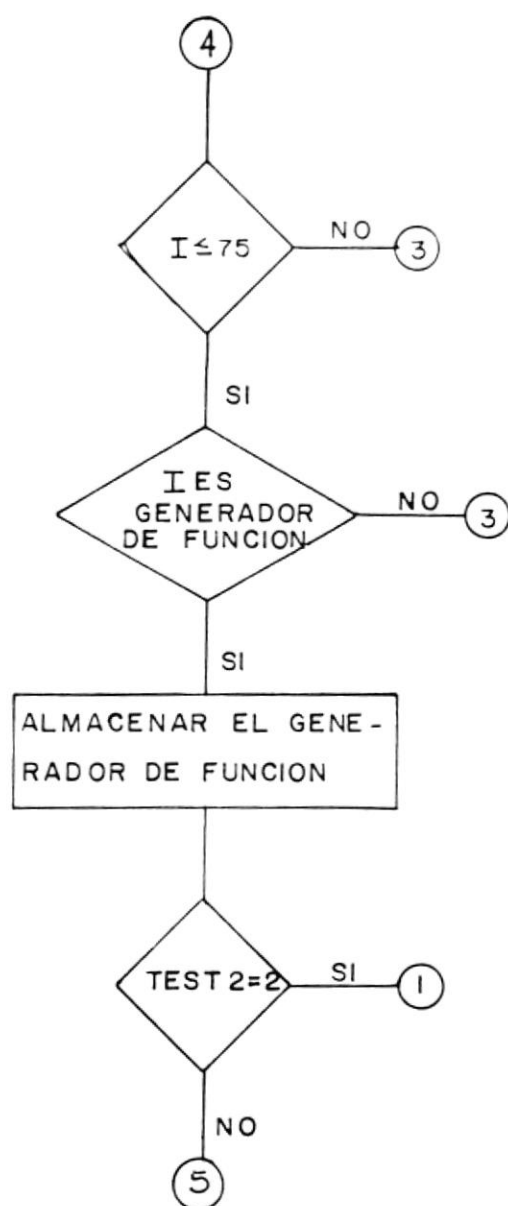 4
I ≤ 75
NO
3
SI
I ES
GENERADOR
DE FUNCION
NO
3
SI
ALMACENAR EL GENE-
RADOR DE FUNCION
TEST 2=2
SI
1
NO
5